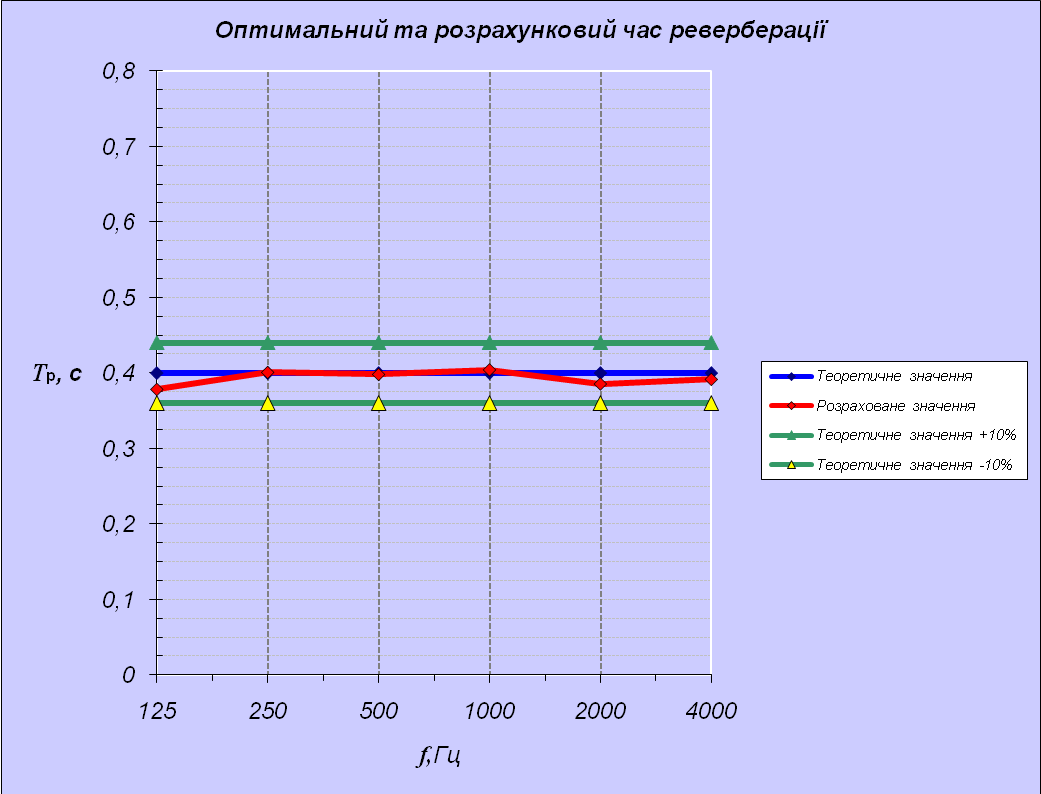 Оптимальний та розрахунковий час реверберації
0,8
0,7
0,6
0,5
Tр, с 0,4
0,3
0,2
0,1
0
125 250 500 1000 2000 4000
f,Гц
Теоретичне значення
Розраховане значення
Теоретичне значення +10%
Теоретичне значення -10%